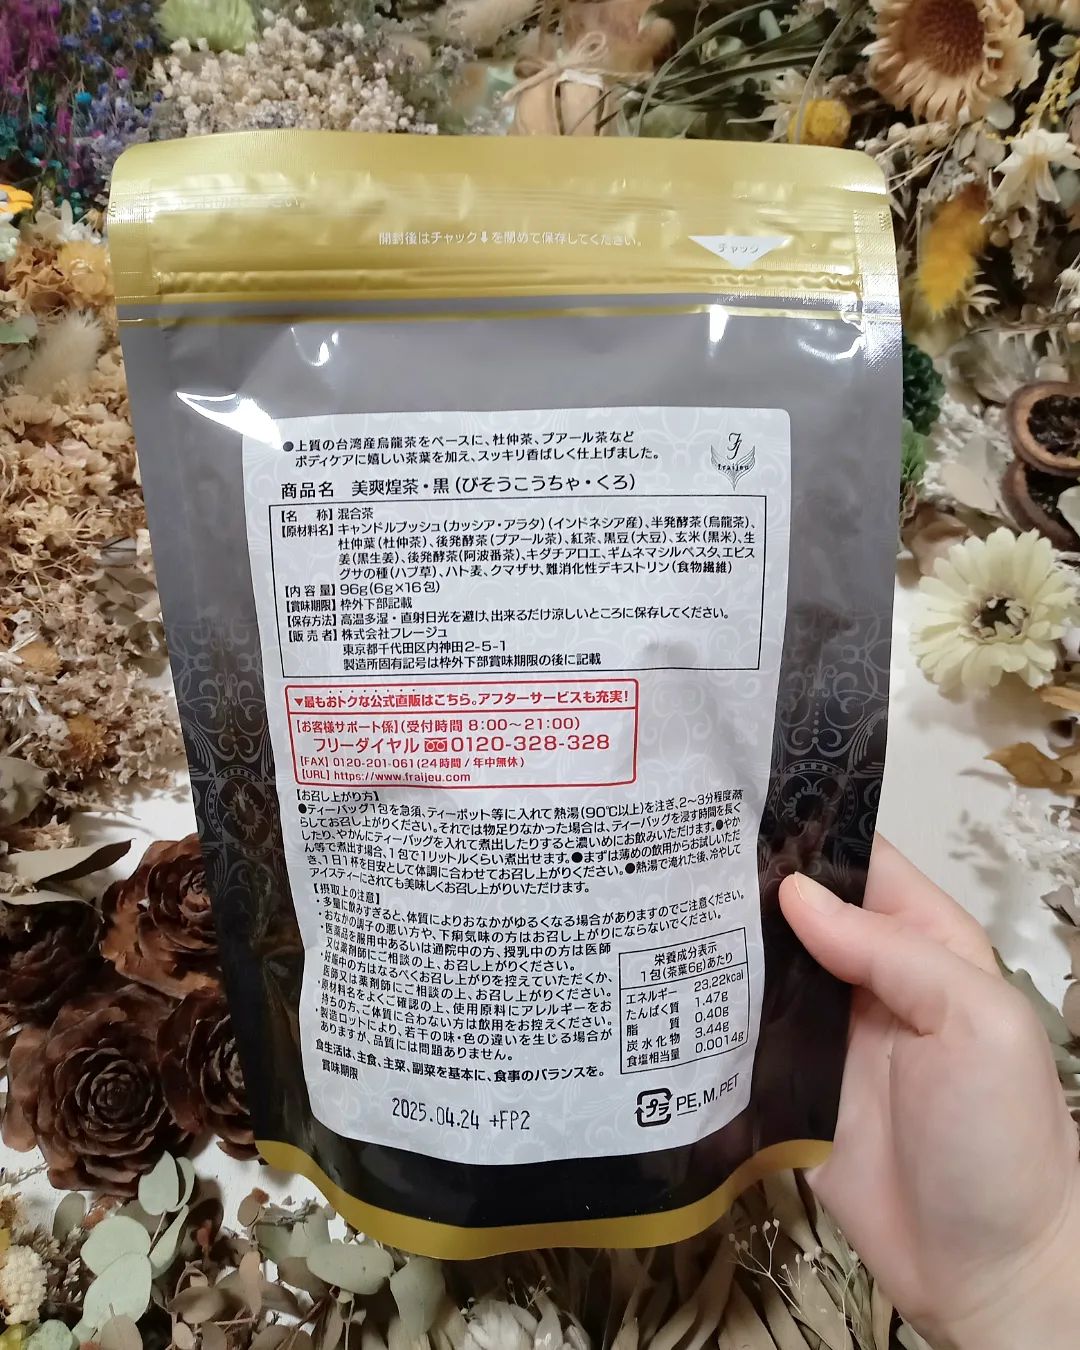 開封後はチャック⬇を閉めて保存してください。
チャック
●上質の台湾産烏龍茶をベースに、杜仲茶、プアール茶など
ボディケアに嬉しい茶葉を加え、スッキリ香ばしく仕上げました。
fraijeu
商品名 美爽煌茶・黒(びそうこうちゃ・くろ)
【名 称】混合茶
【原材料名】キャンドルブッシュ(カッシア・アラタ)(インドネシア産)、半発酵茶(烏龍茶)、
杜仲葉(杜仲茶)、後発酵茶(プアール茶)、紅茶、黒豆(大豆)、玄米(黒米)、生
姜(黒生姜)、後発酵茶(阿波番茶)、キダチアロエ、ギムネマシルベスタ、エビス
グサの種(ハブ草)、ハト麦、クマザサ、難消化性デキストリン(食物繊維)
【内容量】96g(6g×16包)
【賞味期限】枠外下部記載
【保存方法】高温多湿・直射日光を避け、出来るだけ涼しいところに保存してください。
【販売者】株式会社フレージュ
東京都千代田区内神田2-5-1
製造所固有記号は枠外下部賞味期限の後に記載
▼最もおトクな公式直販はこちら。アフターサービスも充実!
【お客様サポート係】(受付時間 8:00〜21:00)
フリーダイヤル 0120-328-328
【FAX】0120-201-061(24時間/年中無休)
【URL】https://www.fraijeu.com
【お召し上がり方】
●ティーバッグ1包を急須、ティーポット等に入れて熱湯(90℃以上)を注ぎ、2〜3分程度蒸
らしてお召し上がりください。それでは物足りなかった場合は、ティーバッグを浸す時間を長く
したり、やかんにティーバッグを入れて煮出したりすると濃いめにお飲みいただけます。●やか
ん等で煮出す場合、1包で1リットルくらい煮出せます。●まずは薄めの飲用からお試しいただ
き、1日1杯を目安として体調に合わせてお召し上がりください。●熱湯で淹れた後、冷やして
アイスティーにされても美味しくお召し上がりいただけます。
【摂取上の注意】
・多量に飲みすぎると、体質によりおなかがゆるくなる場合がありますのでご注意ください。
・おなかの調子の悪い方や、下痢気味の方はお召し上がりにならないでください。
・医薬品を服用中あるいは通院中の方、授乳中の方は医師
又は薬剤師にご相談の上、お召し上がりください。
・妊娠中の方はなるべくお召し上がりを控えていただくか、
医師又は薬剤師にご相談の上、お召し上がりください。
・原材料名をよくご確認の上、使用原料にアレルギーをお
持ちの方、ご体質に合わない方は飲用をお控えください。
・製造ロットにより、若干の味・色の違いを生じる場合が
ありますが、品質には問題ありません。
食生活は、主食、主菜、副菜を基本に、食事のバランスを。
栄養成分表示
1包(茶葉6g)あたり
エネルギー 23.22kcal
たんぱく質 1.47g
脂質 0.40g
炭水化物 3.44g
食塩相当量 0.0014g
賞味期限
2025.04.24 +FP2
プラ PE, M, PET